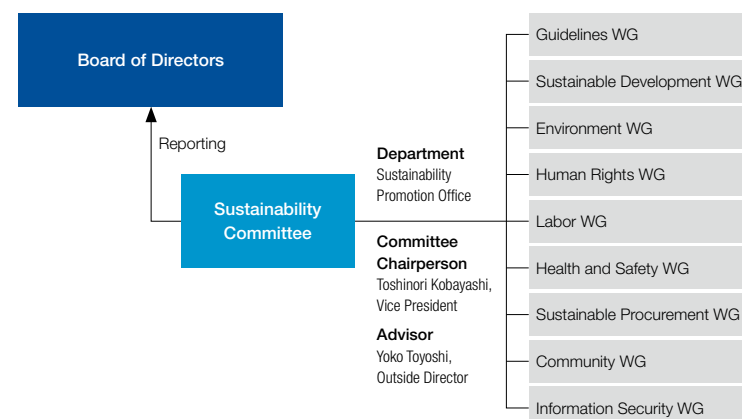 Board of Directors
Reporting
Sustainability
Committee
Department
Sustainability
Promotion Office
Committee
Chairperson
Toshinori Kobayashi,
Vice President
Advisor
Yoko Toyoshi,
Outside Director
Guidelines WG
Sustainable Development WG
Environment WG
Human Rights WG
Labor WG
Health and Safety WG
Sustainable Procurement WG
Community WG
Information Security WG